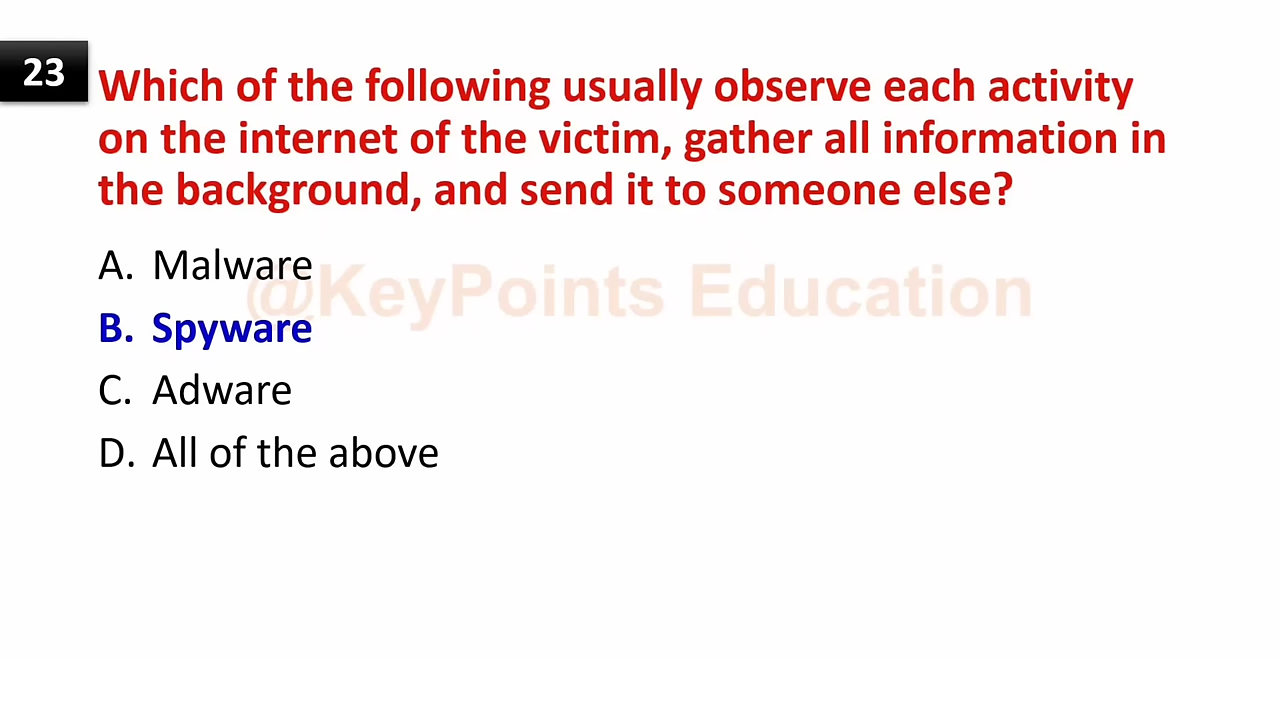 23
Which of the following usually observe each activity
on the internet of the victim, gather all information in
the background, and send it to someone else?
A. Malware
@KeyPoints Education
B. Spyware
C. Adware
D. All of the above